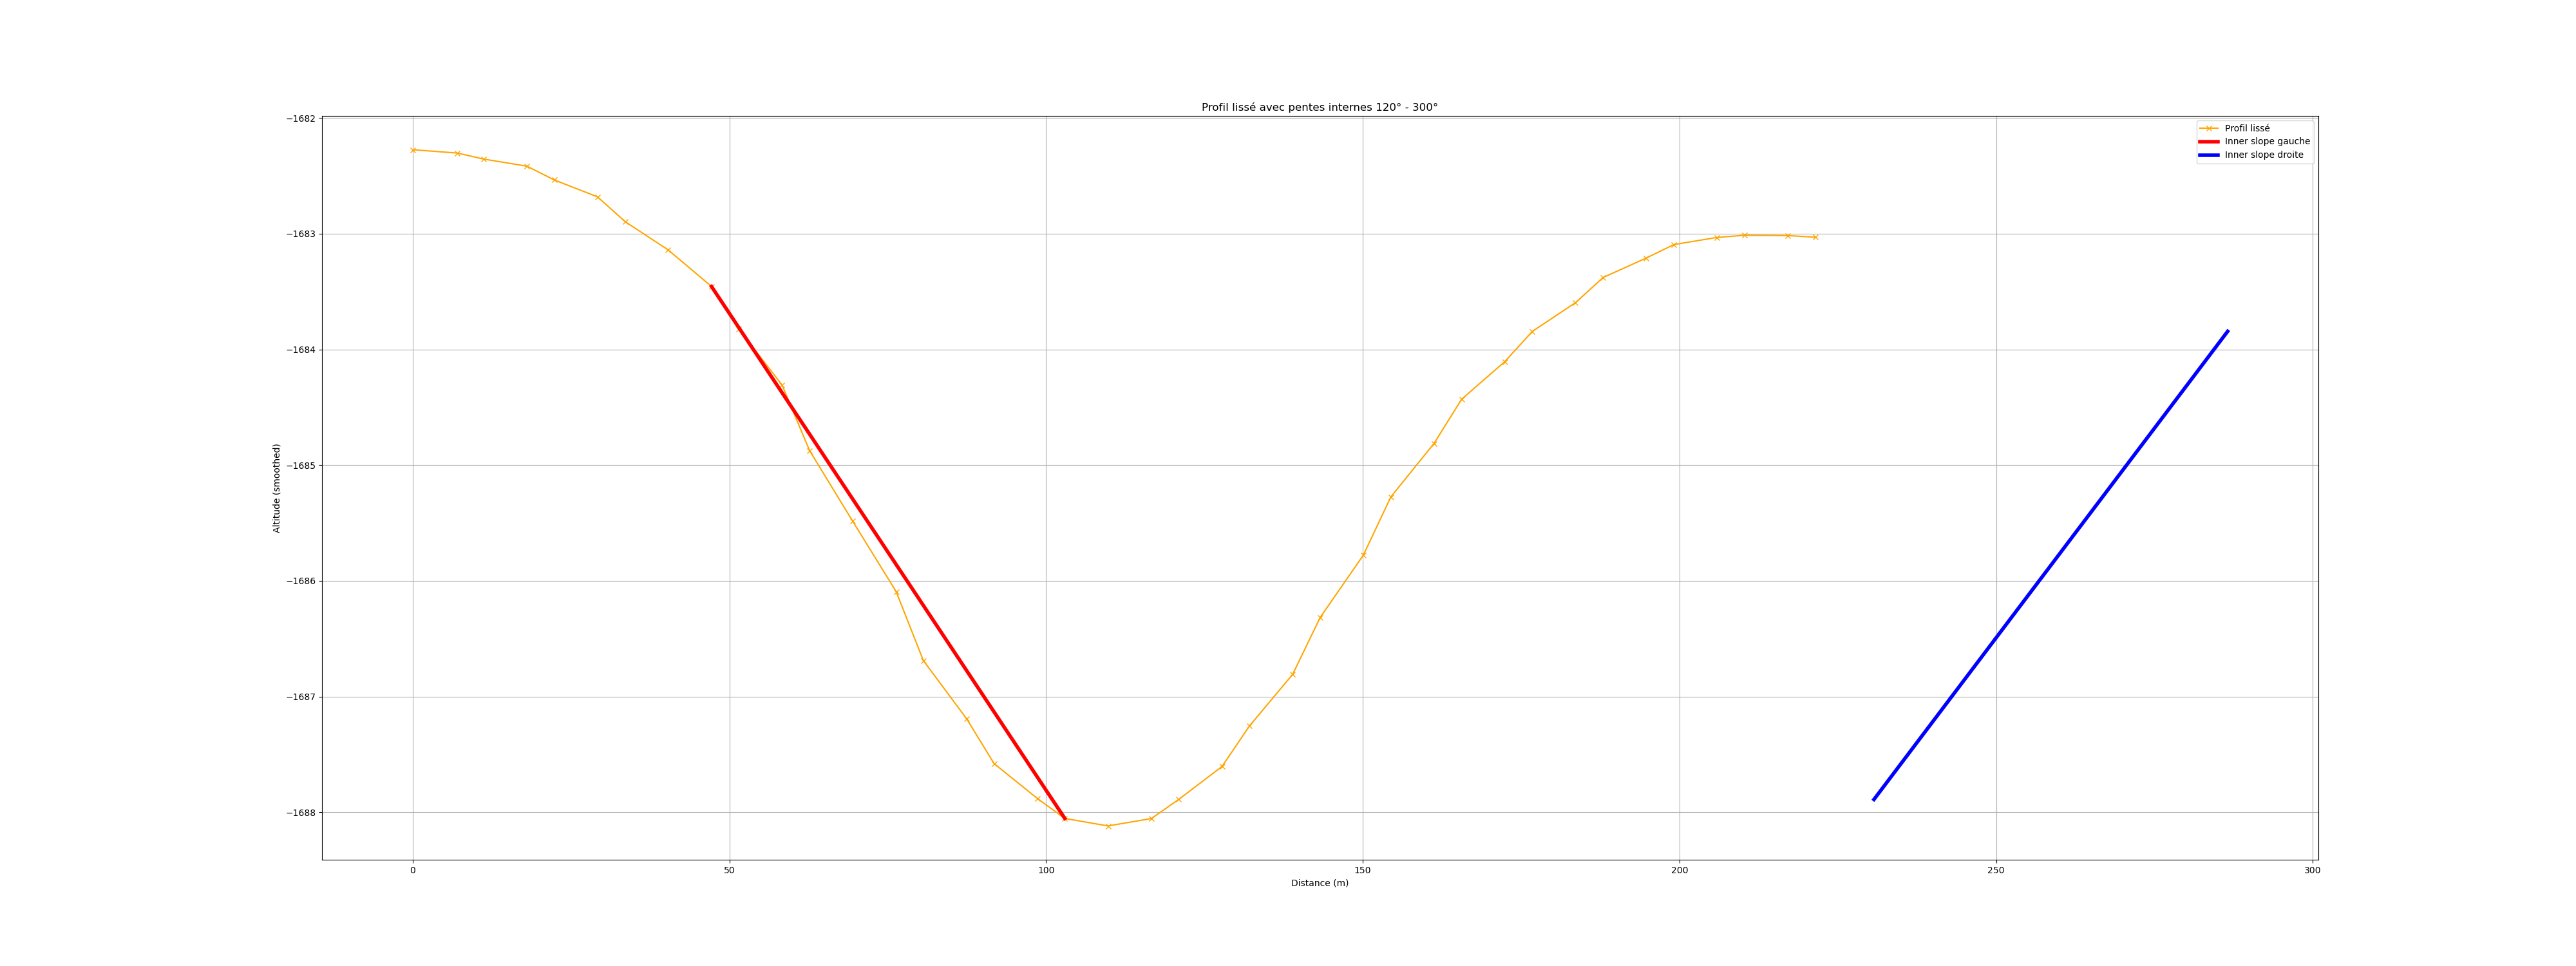 Profil lissé avec pentes internes 120° - 300°
Profil lissé
Inner slope gauche
Inner slope droite
−1682
−1683
−1684
−1685
−1686
−1687
−1688
Altitude (smoothed)
0 50 100 150 200 250 300
Distance (m)